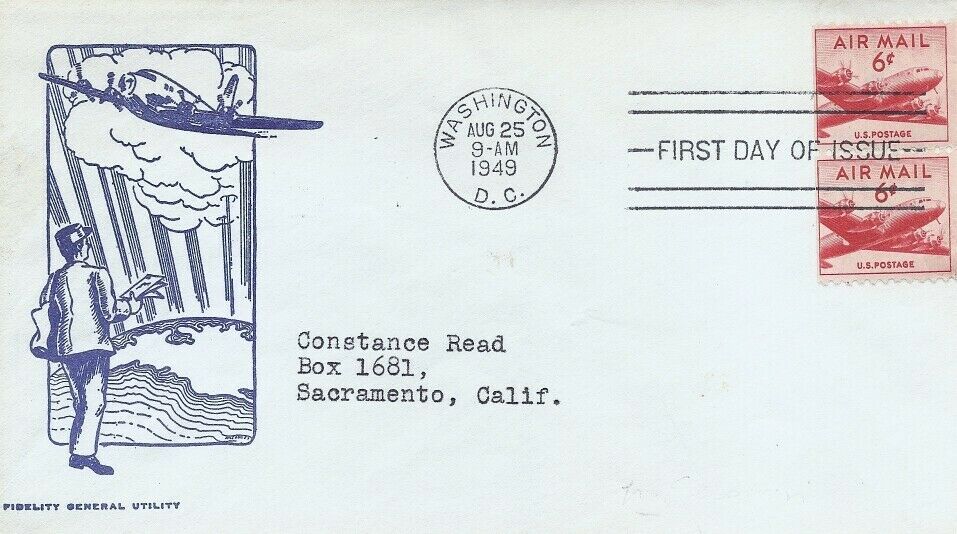 AIR MAIL
6¢
U.S. POSTAGE
WASHINGTON
AUG 25
9-AM
1949
D. C.
FIRST DAY OF ISSUE
AIR MAIL
6¢
U.S. POSTAGE
Constance Read
Box 1681,
Sacramento, Calif.
FIDELITY GENERAL UTILITY